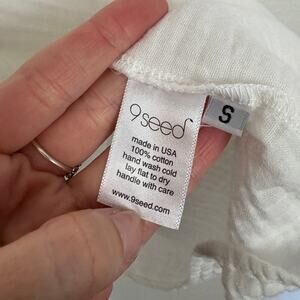 9seed
S
made in USA
100% cotton
hand wash cold
lay flat to dry
handle with care
www.9seed.com